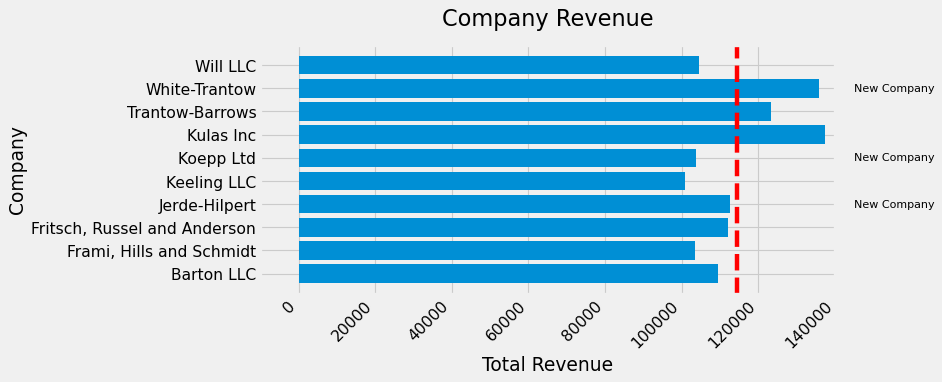 Company Revenue
Company
Will LLC
White-Trantow
New Company
Trantow-Barrows
Kulas Inc
Koepp Ltd
New Company
Keeling LLC
Jerde-Hilpert
New Company
Fritsch, Russel and Anderson
Frami, Hills and Schmidt
Barton LLC
0
20000
40000
60000
80000
100000
120000
140000
Total Revenue